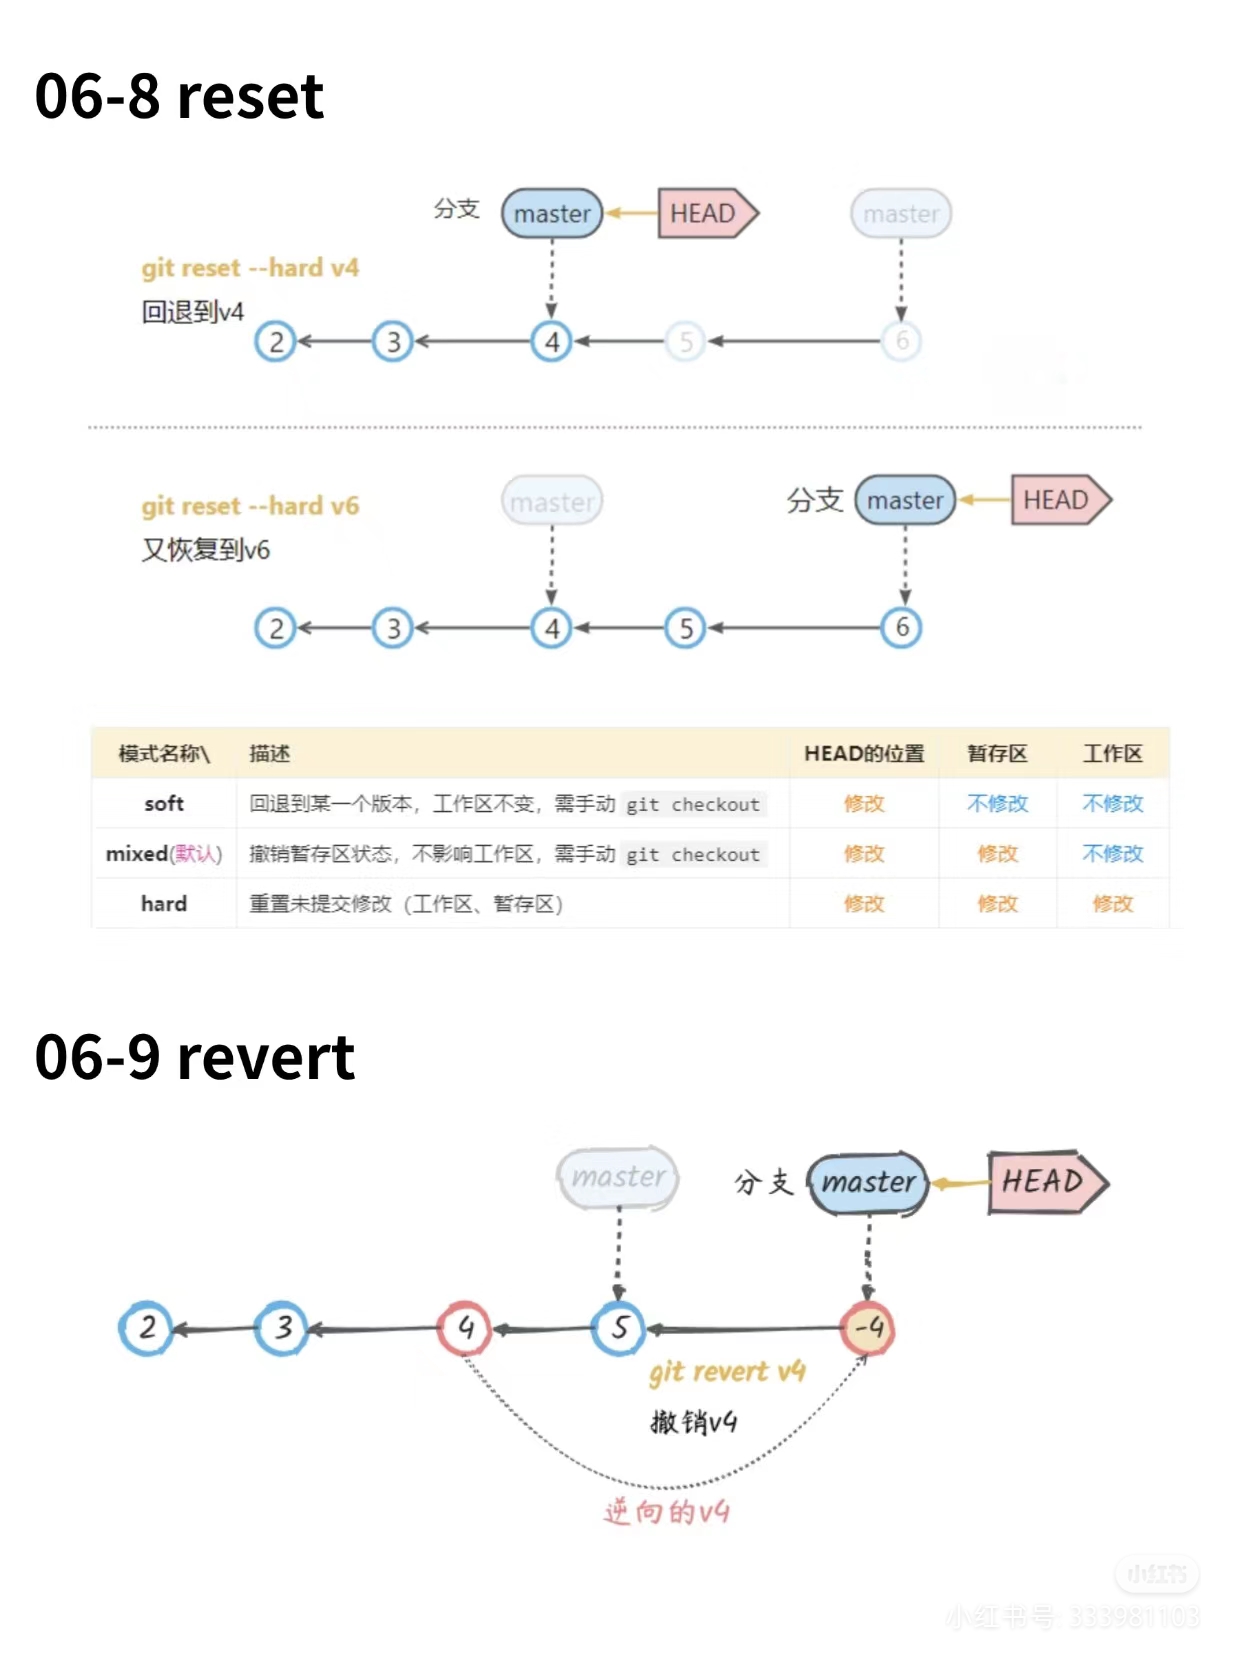 06-8 reset
分支 master HEAD master
git reset --hard v4
回退到v4
2 3 4 5 6
git reset --hard v6
又恢复到v6
master 分支 master HEAD
2 3 4 5 6
模式名称\ 描述 HEAD的位置 暂存区 工作区
soft 回退到某一个版本，工作区不变，需手动 git checkout 修改 不修改 不修改
mixed(默认) 撤销暂存区状态，不影响工作区，需手动 git checkout 修改 修改 不修改
hard 重置未提交修改（工作区、暂存区） 修改 修改 修改
06-9 revert
master 分支 master HEAD
2 3 4 5 -4
git revert v4
撤销v4
逆向的v4
小红书
小红书号: 333981103